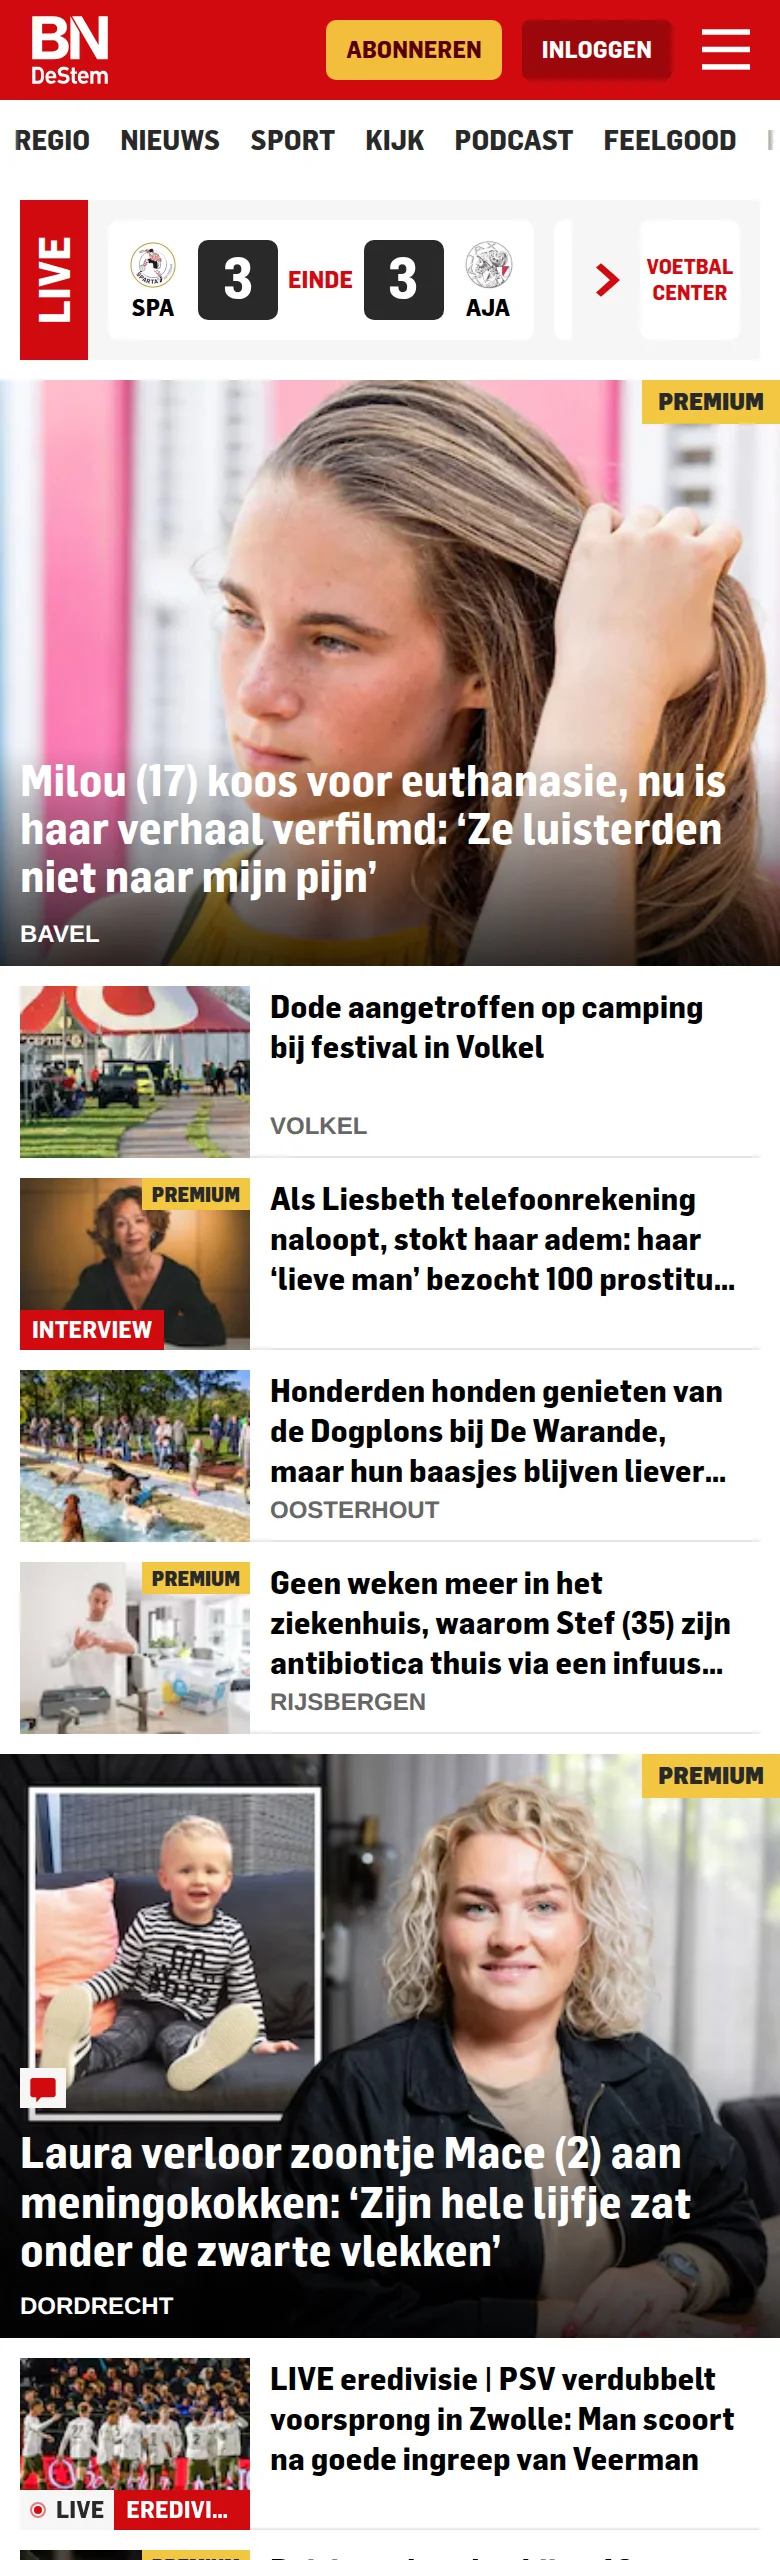 BN
DeStem
ABONNEREN
INLOGGEN
REGIO NIEUWS SPORT KIJK PODCAST FEELGOOD
LIVE
SPA
3
EINDE
3
AJA
VOETBAL
CENTER
PREMIUM
Milou (17) koos voor euthanasie, nu is
haar verhaal verfilmd: ‘Ze luisterden
niet naar mijn pijn’
BAVEL
Dode aangetroffen op camping
bij festival in Volkel
VOLKEL
PREMIUM
INTERVIEW
Als Liesbeth telefoonrekening
naloopt, stokt haar adem: haar
‘lieve man’ bezocht 100 prostitu...
Honderden honden genieten van
de Dogplons bij De Warande,
maar hun baasjes blijven liever...
OOSTERHOUT
PREMIUM
Geen weken meer in het
ziekenhuis, waarom Stef (35) zijn
antibiotica thuis via een infuus...
RIJSBERGEN
PREMIUM
Laura verloor zoontje Mace (2) aan
meningokokken: ‘Zijn hele lijfje zat
onder de zwarte vlekken’
DORDRECHT
LIVE EREDIVI...
LIVE eredivisie | PSV verdubbelt
voorsprong in Zwolle: Man scoort
na goede ingreep van Veerman